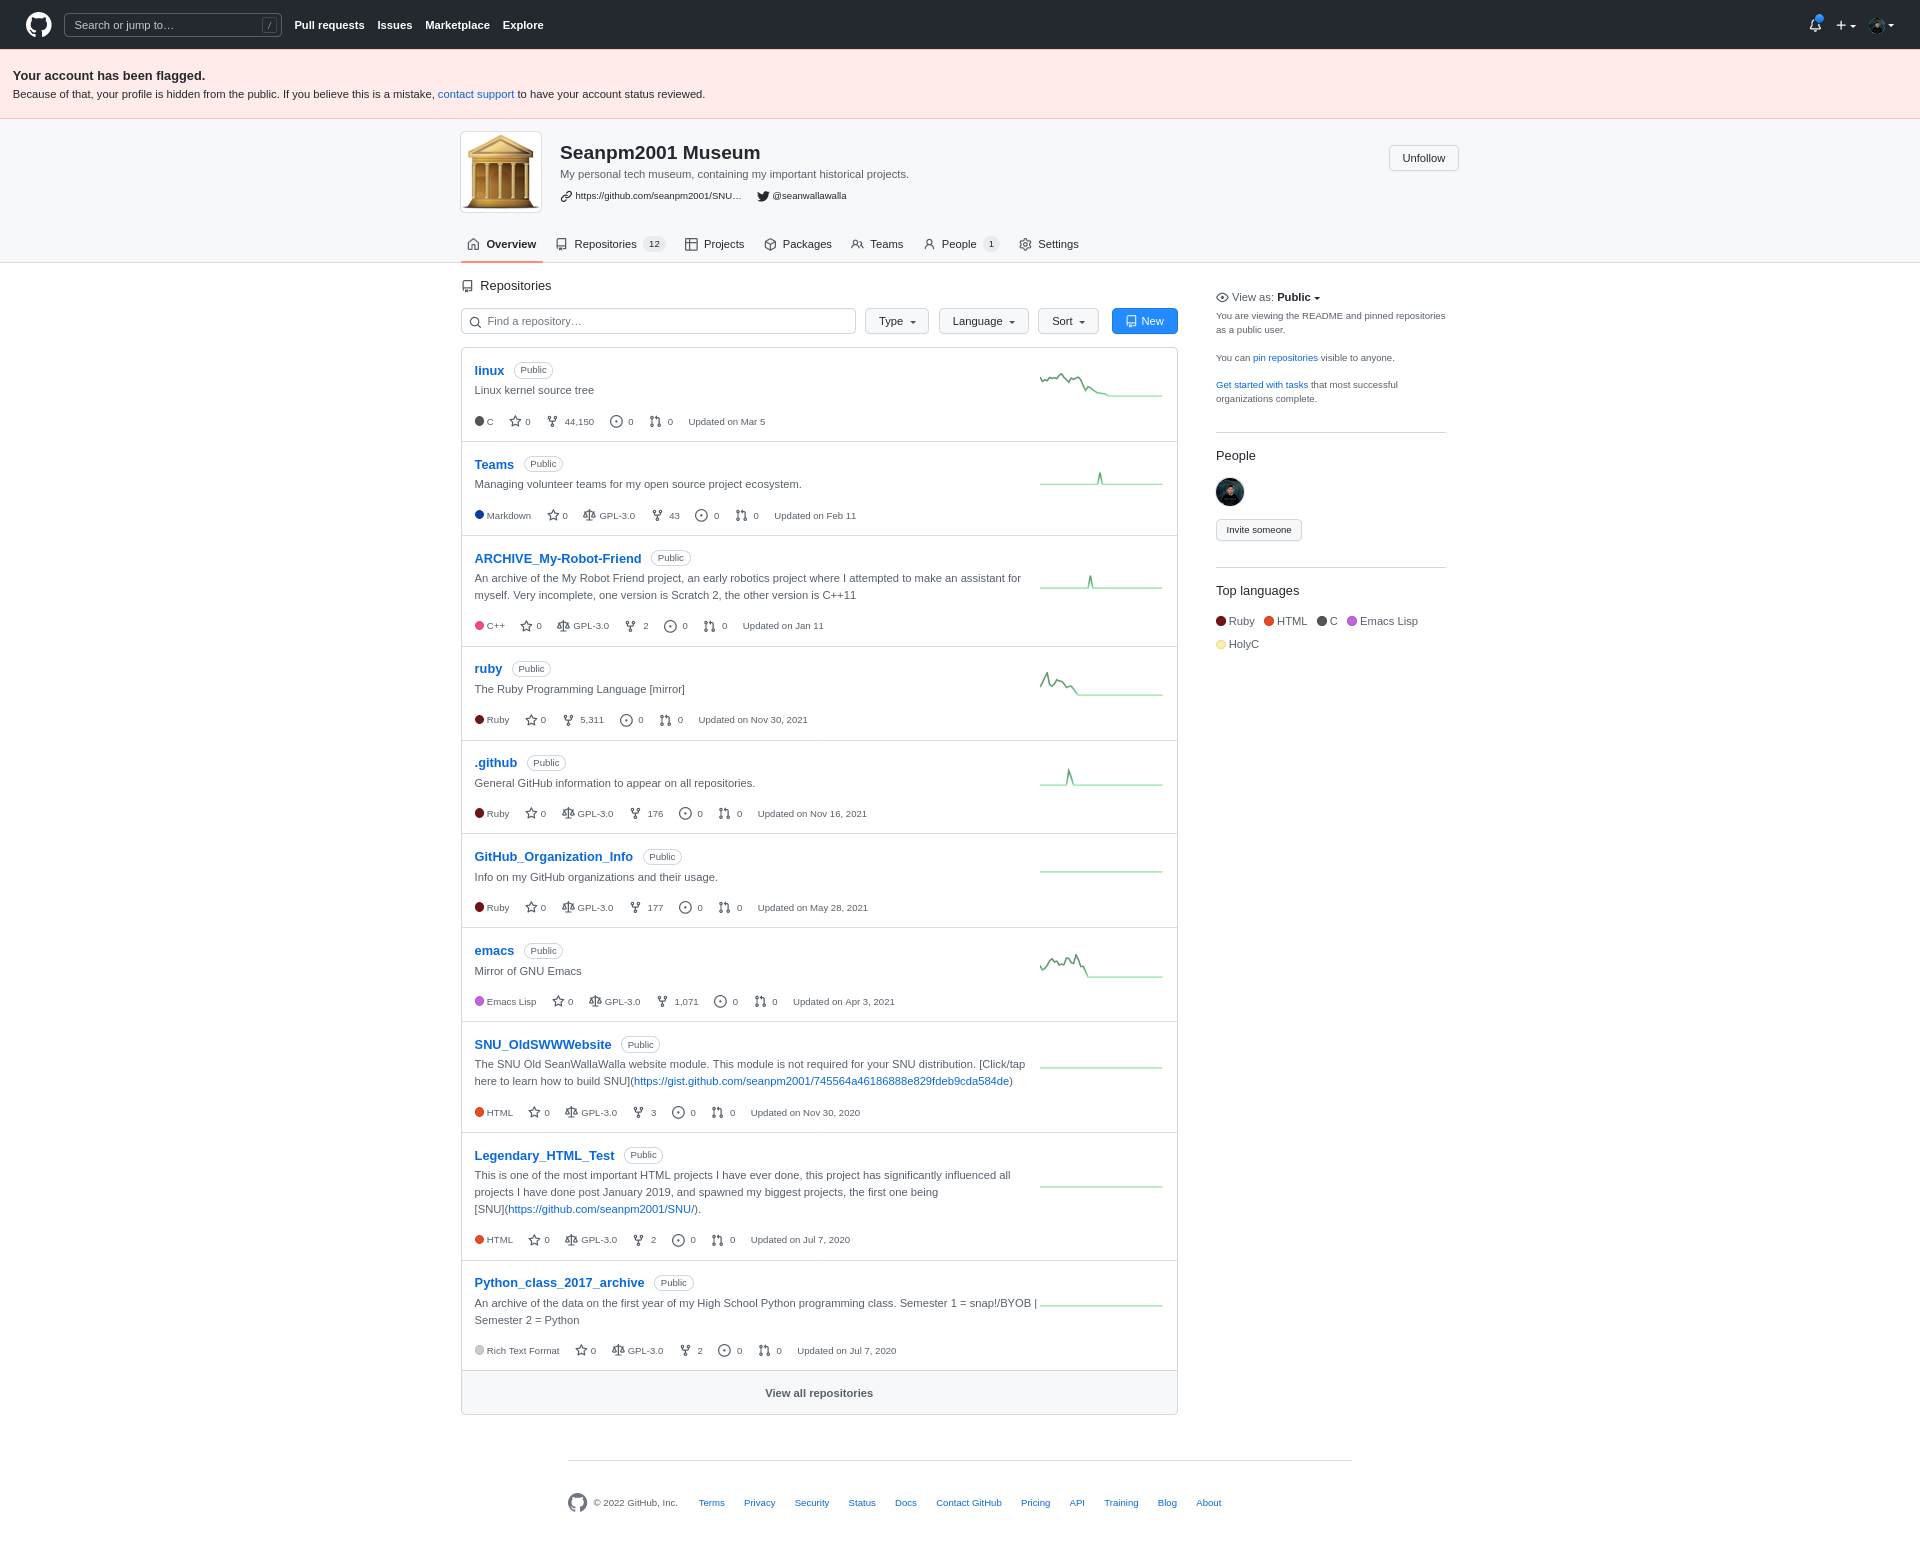 Search or jump to… /
Pull requests Issues Marketplace Explore
Your account has been flagged.
Because of that, your profile is hidden from the public. If you believe this is a mistake, contact support to have your account status reviewed.
Seanpm2001 Museum
Unfollow
My personal tech museum, containing my important historical projects.
https://github.com/seanpm2001/SNU… @seanwallawalla
Overview Repositories 12 Projects Packages Teams People 1 Settings
Repositories
Find a repository… Type Language Sort New
linux Public
Linux kernel source tree
C 0 44,150 0 0 Updated on Mar 5
Teams Public
Managing volunteer teams for my open source project ecosystem.
Markdown 0 GPL-3.0 43 0 0 Updated on Feb 11
ARCHIVE_My-Robot-Friend Public
An archive of the My Robot Friend project, an early robotics project where I attempted to make an assistant for
myself. Very incomplete, one version is Scratch 2, the other version is C++11
C++ 0 GPL-3.0 2 0 0 Updated on Jan 11
ruby Public
The Ruby Programming Language [mirror]
Ruby 0 5,311 0 0 Updated on Nov 30, 2021
.github Public
General GitHub information to appear on all repositories.
Ruby 0 GPL-3.0 176 0 0 Updated on Nov 16, 2021
GitHub_Organization_Info Public
Info on my GitHub organizations and their usage.
Ruby 0 GPL-3.0 177 0 0 Updated on May 28, 2021
emacs Public
Mirror of GNU Emacs
Emacs Lisp 0 GPL-3.0 1,071 0 0 Updated on Apr 3, 2021
SNU_OldSWWWebsite Public
The SNU Old SeanWallaWalla website module. This module is not required for your SNU distribution. [Click/tap
here to learn how to build SNU](https://gist.github.com/seanpm2001/745564a46186888e829fdeb9cda584de)
HTML 0 GPL-3.0 3 0 0 Updated on Nov 30, 2020
Legendary_HTML_Test Public
This is one of the most important HTML projects I have ever done, this project has significantly influenced all
projects I have done post January 2019, and spawned my biggest projects, the first one being
[SNU](https://github.com/seanpm2001/SNU/).
HTML 0 GPL-3.0 2 0 0 Updated on Jul 7, 2020
Python_class_2017_archive Public
An archive of the data on the first year of my High School Python programming class. Semester 1 = snap!/BYOB |
Semester 2 = Python
Rich Text Format 0 GPL-3.0 2 0 0 Updated on Jul 7, 2020
View all repositories
View as: Public
You are viewing the README and pinned repositories
as a public user.
You can pin repositories visible to anyone.
Get started with tasks that most successful
organizations complete.
People
Invite someone
Top languages
Ruby HTML C Emacs Lisp
HolyC
© 2022 GitHub, Inc. Terms Privacy Security Status Docs Contact GitHub Pricing API Training Blog About